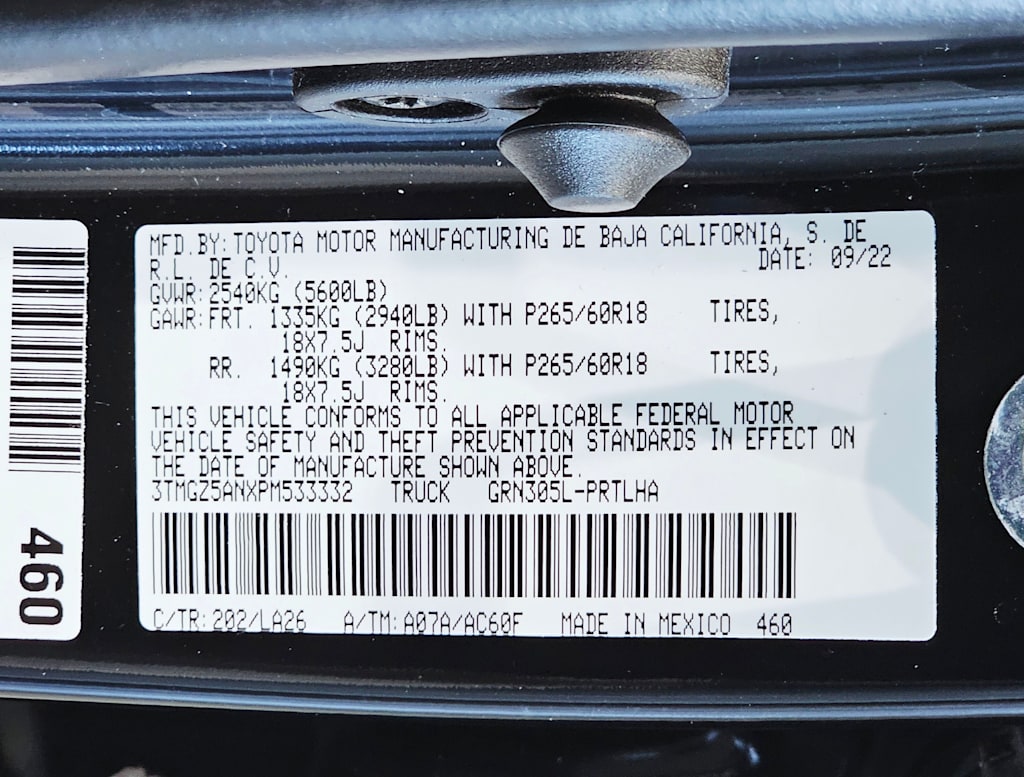 MFD.BY: TOYOTA MOTOR MANUFACTURING DE BAJA CALIFORNIA, S. DE
R.L. DE C.V.
DATE: 09/22
GVWR: 2540KG (5600LB)
GAWR: FRT. 1335KG (2940LB) WITH P265/60R18 TIRES,
18X7.5J RIMS.
RR. 1490KG (3280LB) WITH P265/60R18 TIRES,
18X7.5J RIMS.
THIS VEHICLE CONFORMS TO ALL APPLICABLE FEDERAL MOTOR
VEHICLE SAFETY AND THEFT PREVENTION STANDARDS IN EFFECT ON
THE DATE OF MANUFACTURE SHOWN ABOVE.
3TMGZ5ANXPM533332 TRUCK GRN305L-PRTLHA
C/TR: 202/LA26 A/TM: A07A/AC60F MADE IN MEXICO 460
460